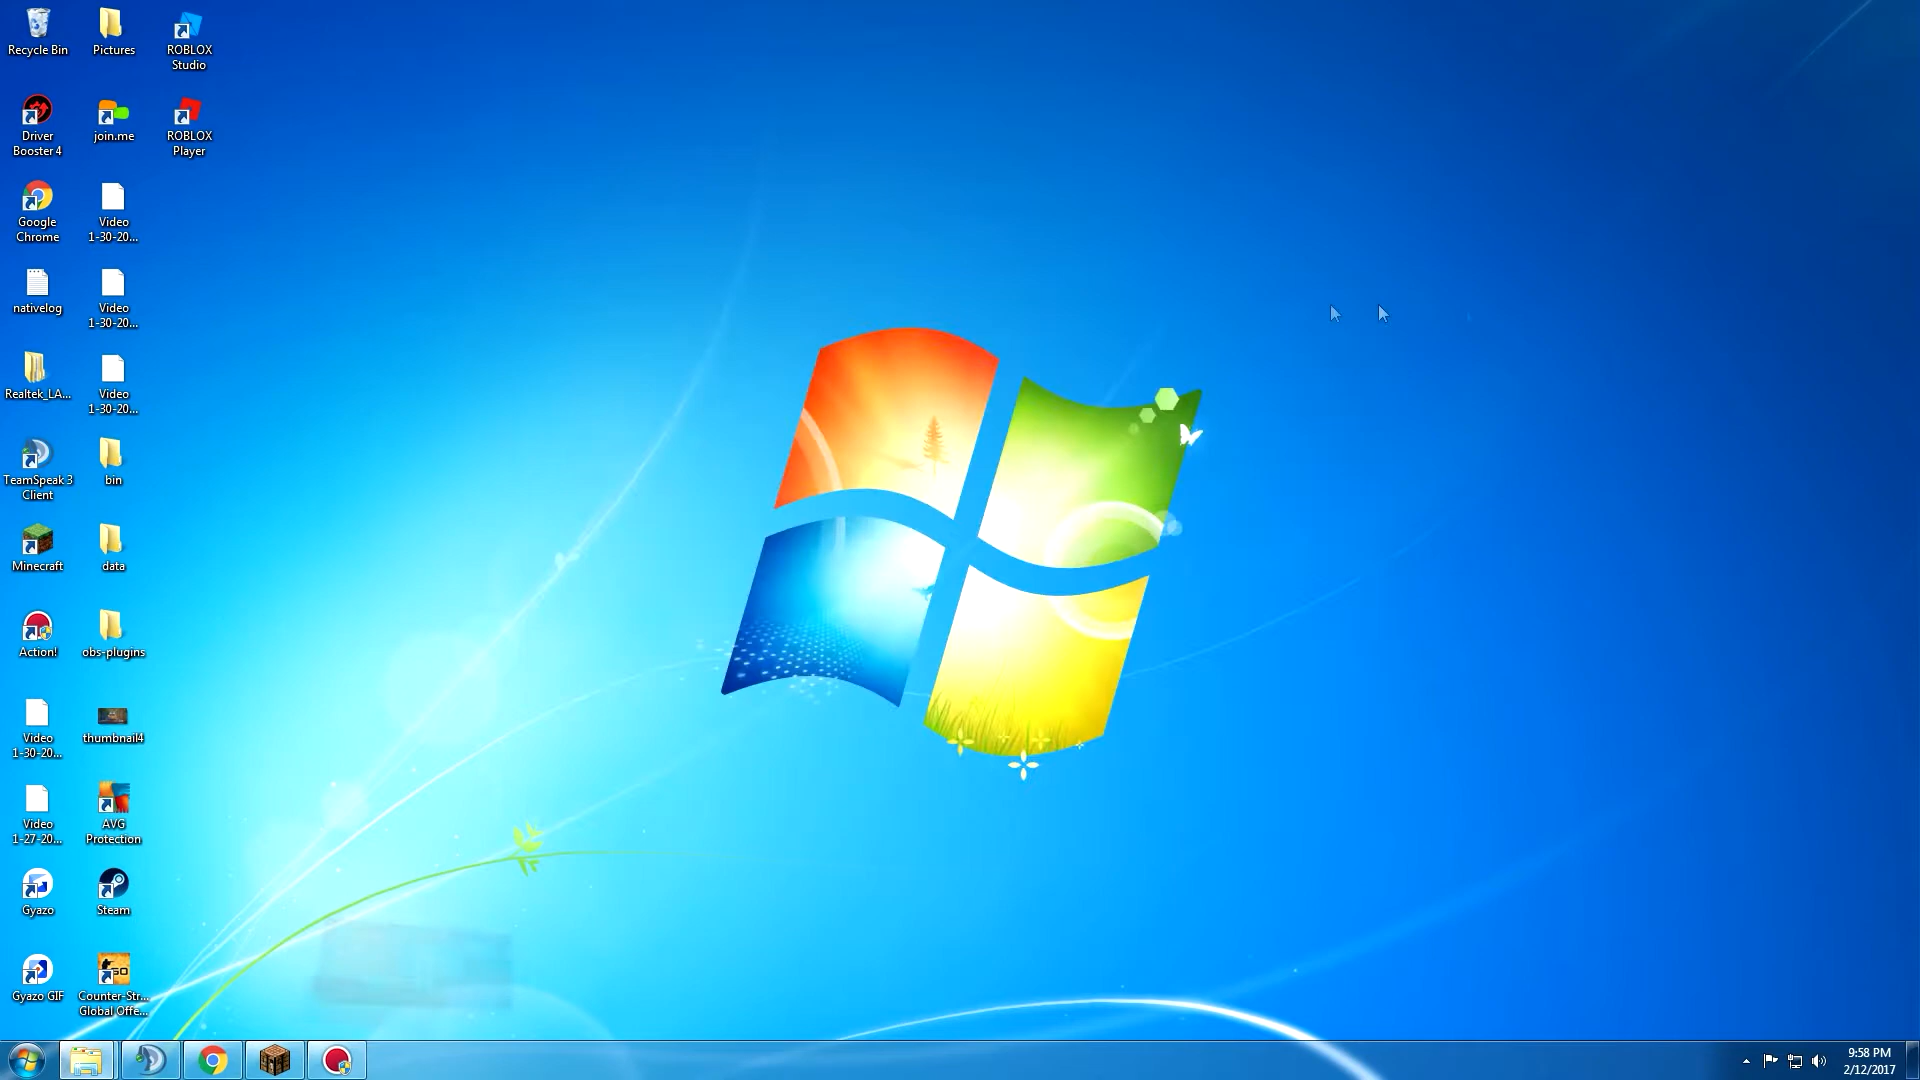 Recycle Bin
Pictures
ROBLOX
Studio
Driver
Booster 4
join.me
ROBLOX
Player
Google
Chrome
Video
1-30-20...
nativelog
Video
1-30-20...
Realtek_LA...
Video
1-30-20...
TeamSpeak 3
Client
bin
Minecraft
data
Action!
obs-plugins
Video
1-30-20...
thumbnail4
Video
1-27-20...
AVG
Protection
Gyazo
Steam
Gyazo GIF
GO
Counter-Str...
Global Offe...
9:58 PM
2/12/2017